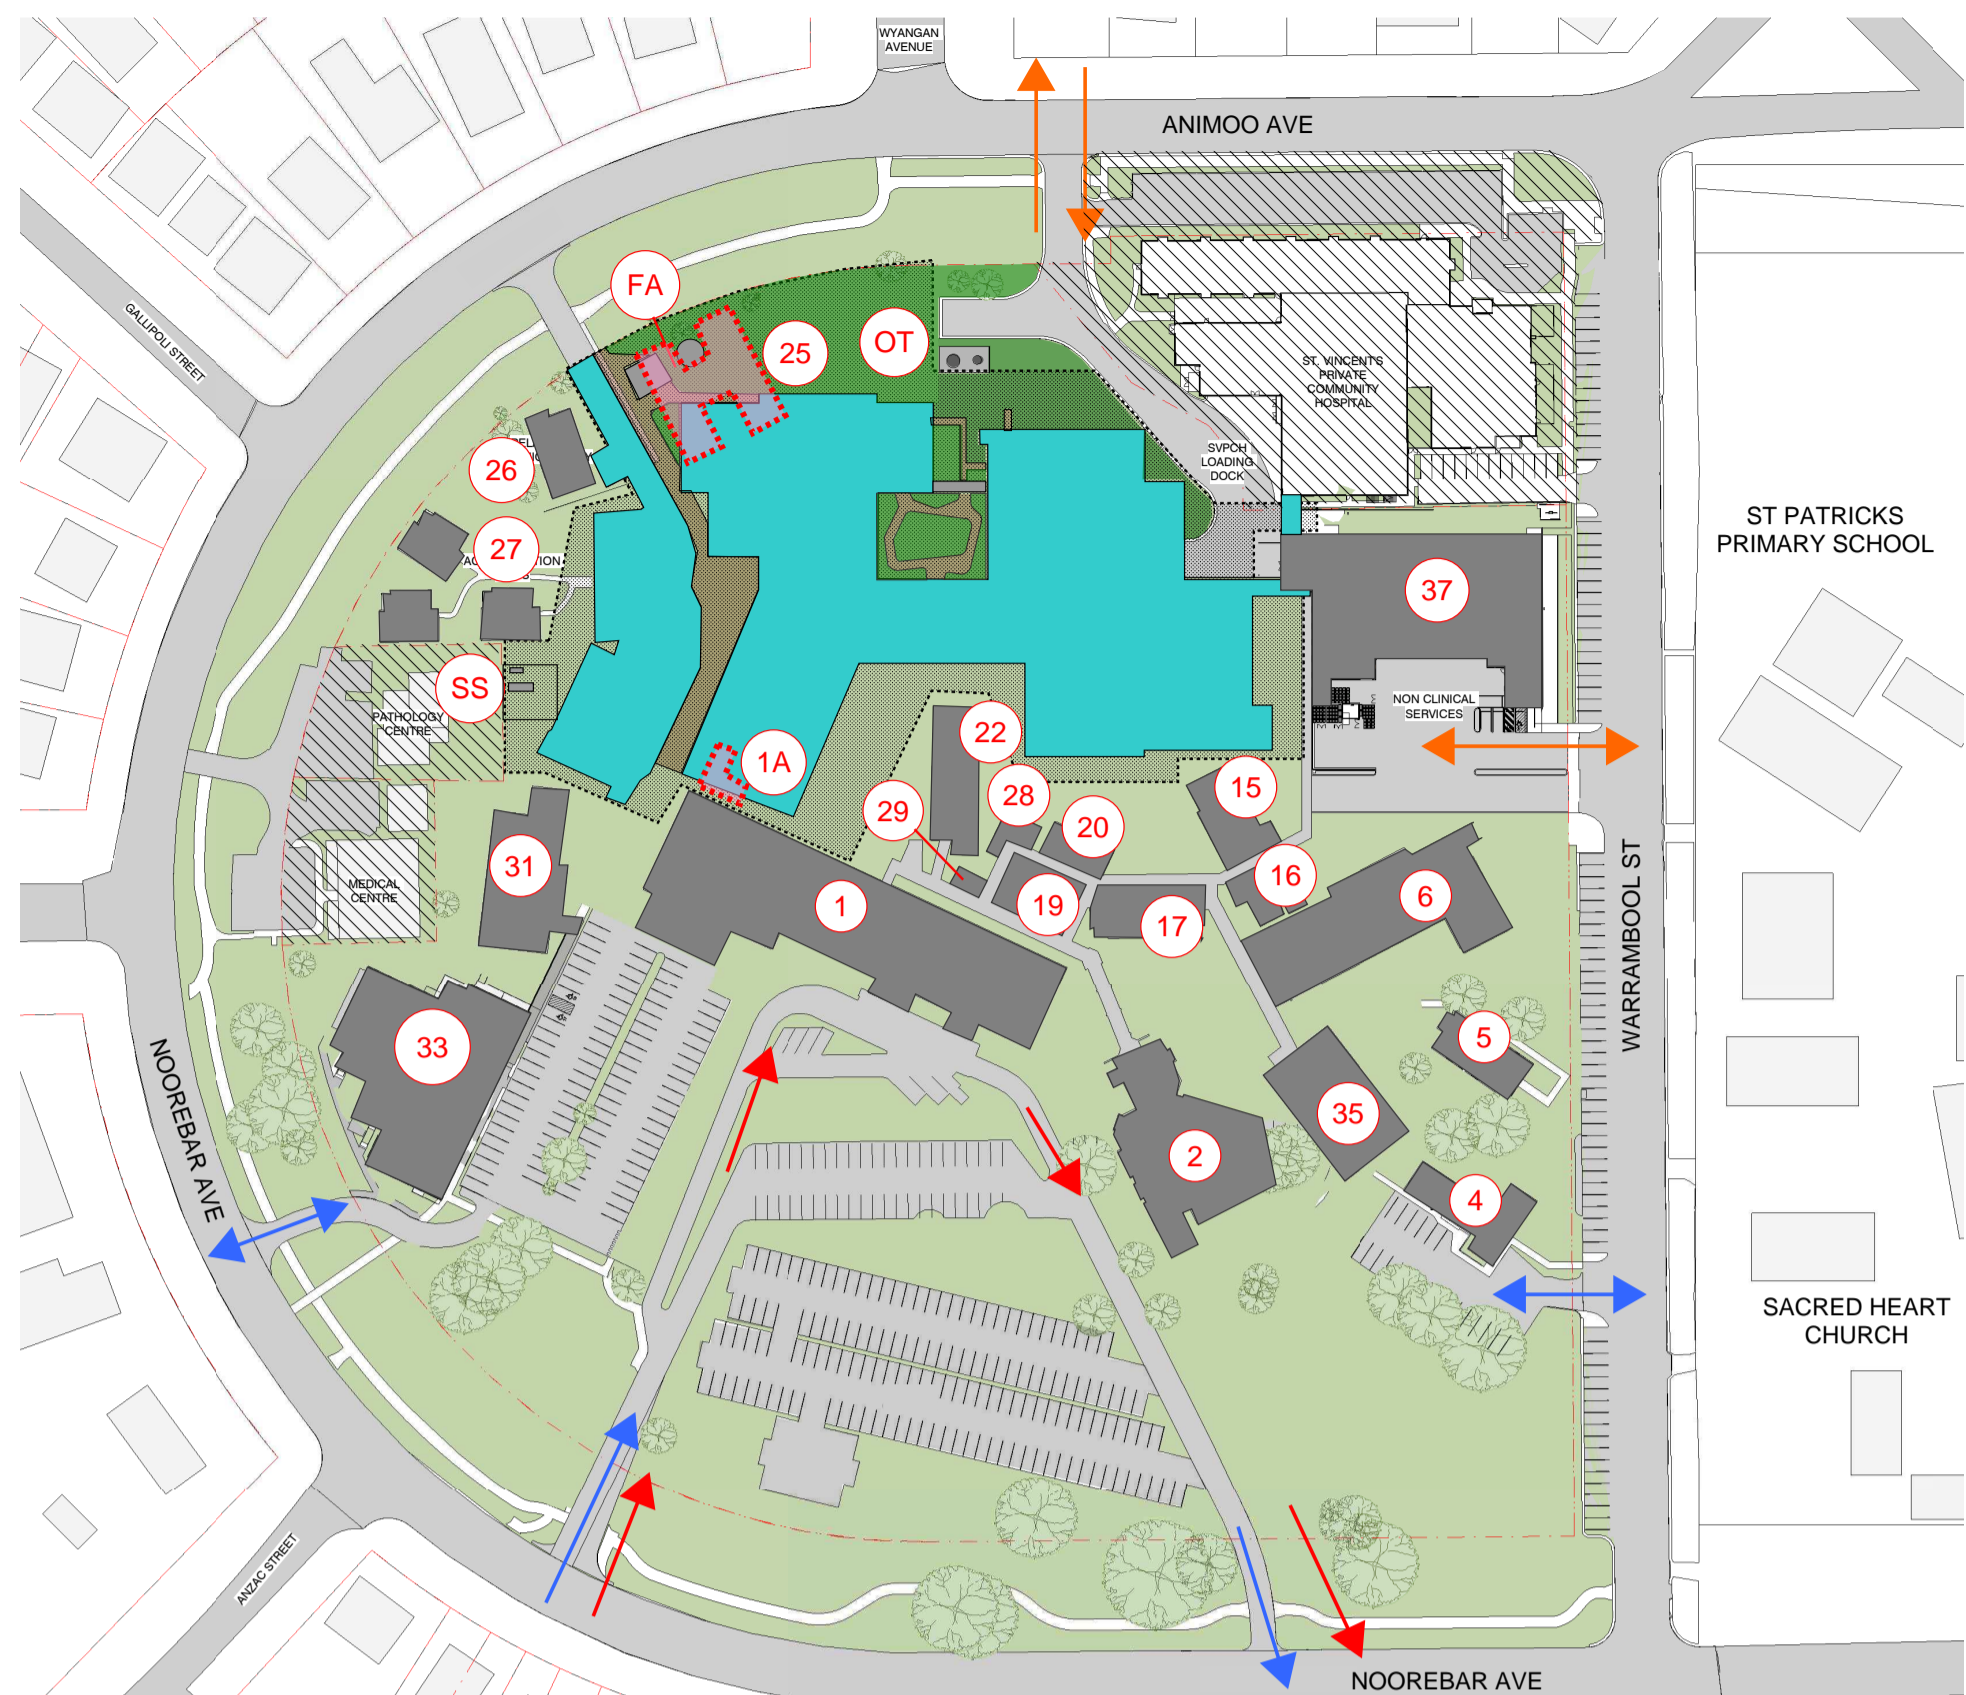 WYANGAN
AVENUE
ANIMOO AVE
GALLIPOLI STREET
FA
25
OT
ST. VINCENT'S
PRIVATE
COMMUNITY
HOSPITAL
SVPCH
LOADING
DOCK
26
27
ST PATRICKS
PRIMARY SCHOOL
37
SS
PATHOLOGY
CENTRE
NON CLINICAL
SERVICES
22
1A
28
15
29
20
31
MEDICAL
CENTRE
1
19
17
16
6
WARRAMBOOL ST
33
5
NOOREBAR AVE
35
2
4
SACRED HEART
CHURCH
ANZAC STREET
NOOREBAR AVE